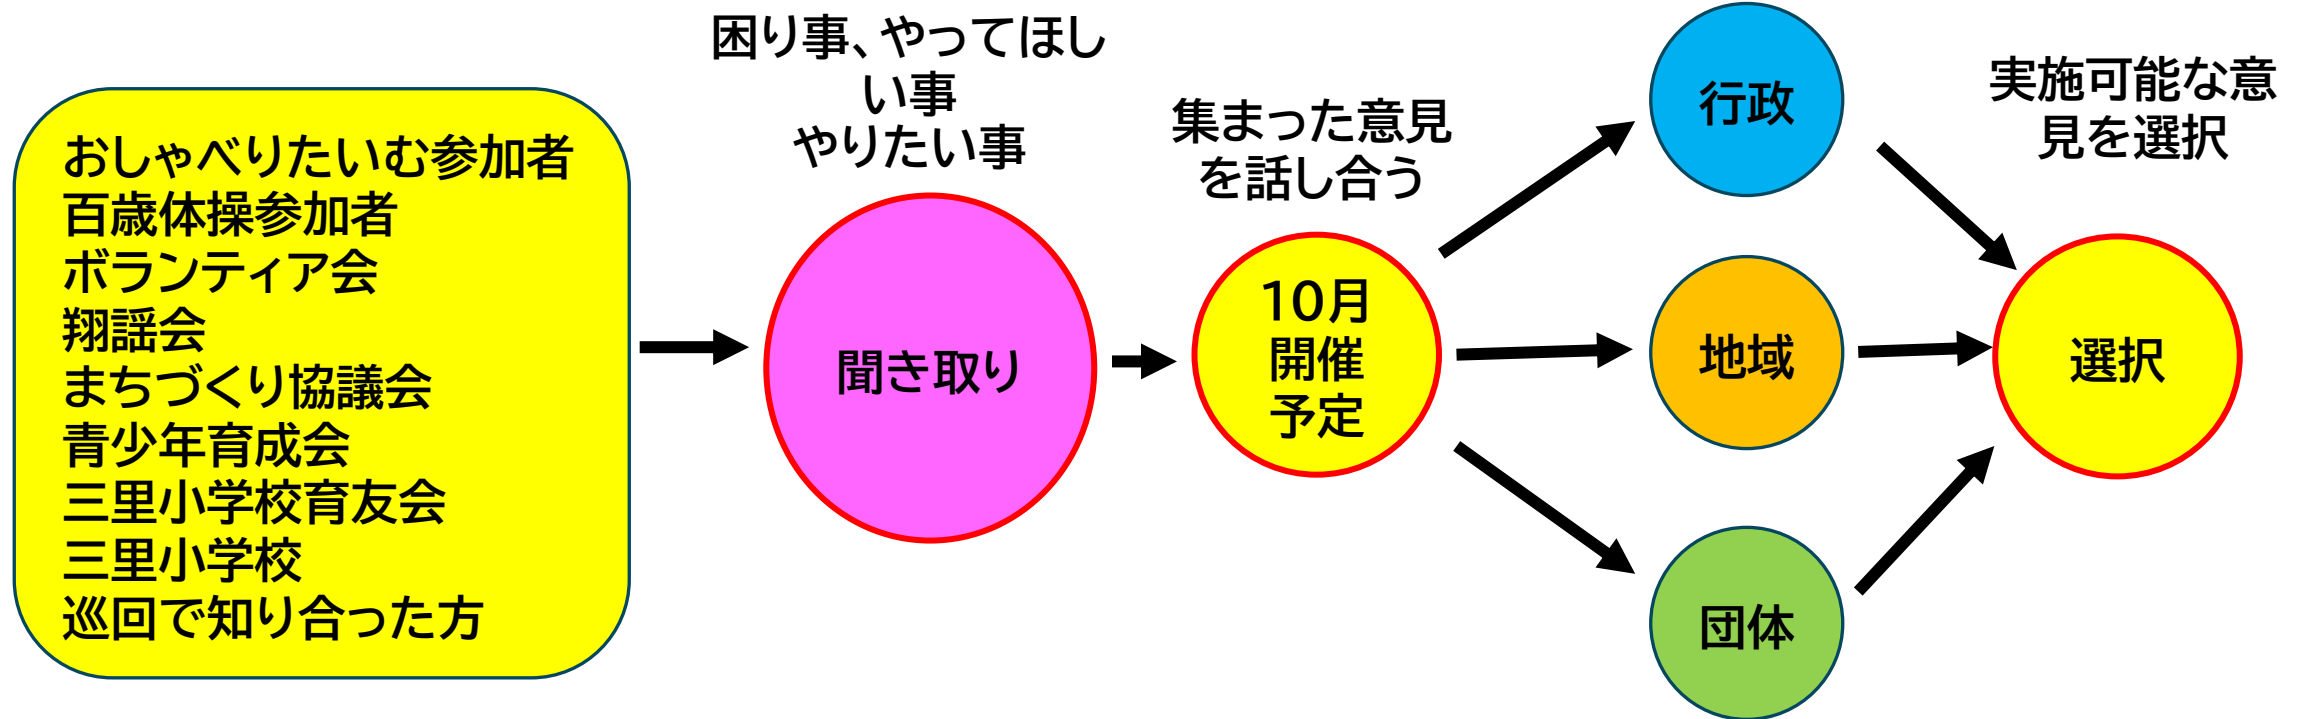 おしゃべりたいむ参加者
百歳体操参加者
ボランティア会
翔謡会
まちづくり協議会
青少年育成会
三里小学校育友会
三里小学校
巡回で知り合った方
困り事、やってほし
い事
やりたい事
聞き取り
集まった意見
を話し合う
10月
開催
予定
行政
地域
団体
実施可能な意
見を選択
選択